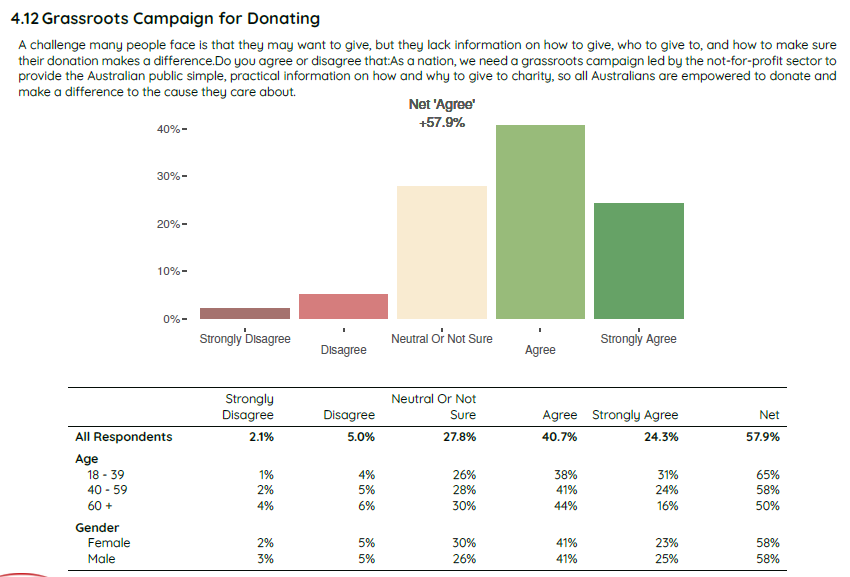 4.12 Grassroots Campaign for Donating
A challenge many people face is that they may want to give, but they lack information on how to give, who to give to, and how to make sure
their donation makes a difference.Do you agree or disagree that:As a nation, we need a grassroots campaign led by the not-for-profit sector to
provide the Australian public simple, practical information on how and why to give to charity, so all Australians are empowered to donate and
make a difference to the cause they care about.
Net 'Agree'
+57.9%
40%
30%
20%
10%
0%
Strongly Disagree
Disagree
Neutral Or Not Sure
Agree
Strongly Agree
Strongly Disagree Disagree Neutral Or Not Sure Agree Strongly Agree Net
All Respondents 2.1% 5.0% 27.8% 40.7% 24.3% 57.9%
Age
18 - 39 1% 4% 26% 38% 31% 65%
40 - 59 2% 5% 28% 41% 24% 58%
60 + 4% 6% 30% 44% 16% 50%
Gender
Female 2% 5% 30% 41% 23% 58%
Male 3% 5% 26% 41% 25% 58%